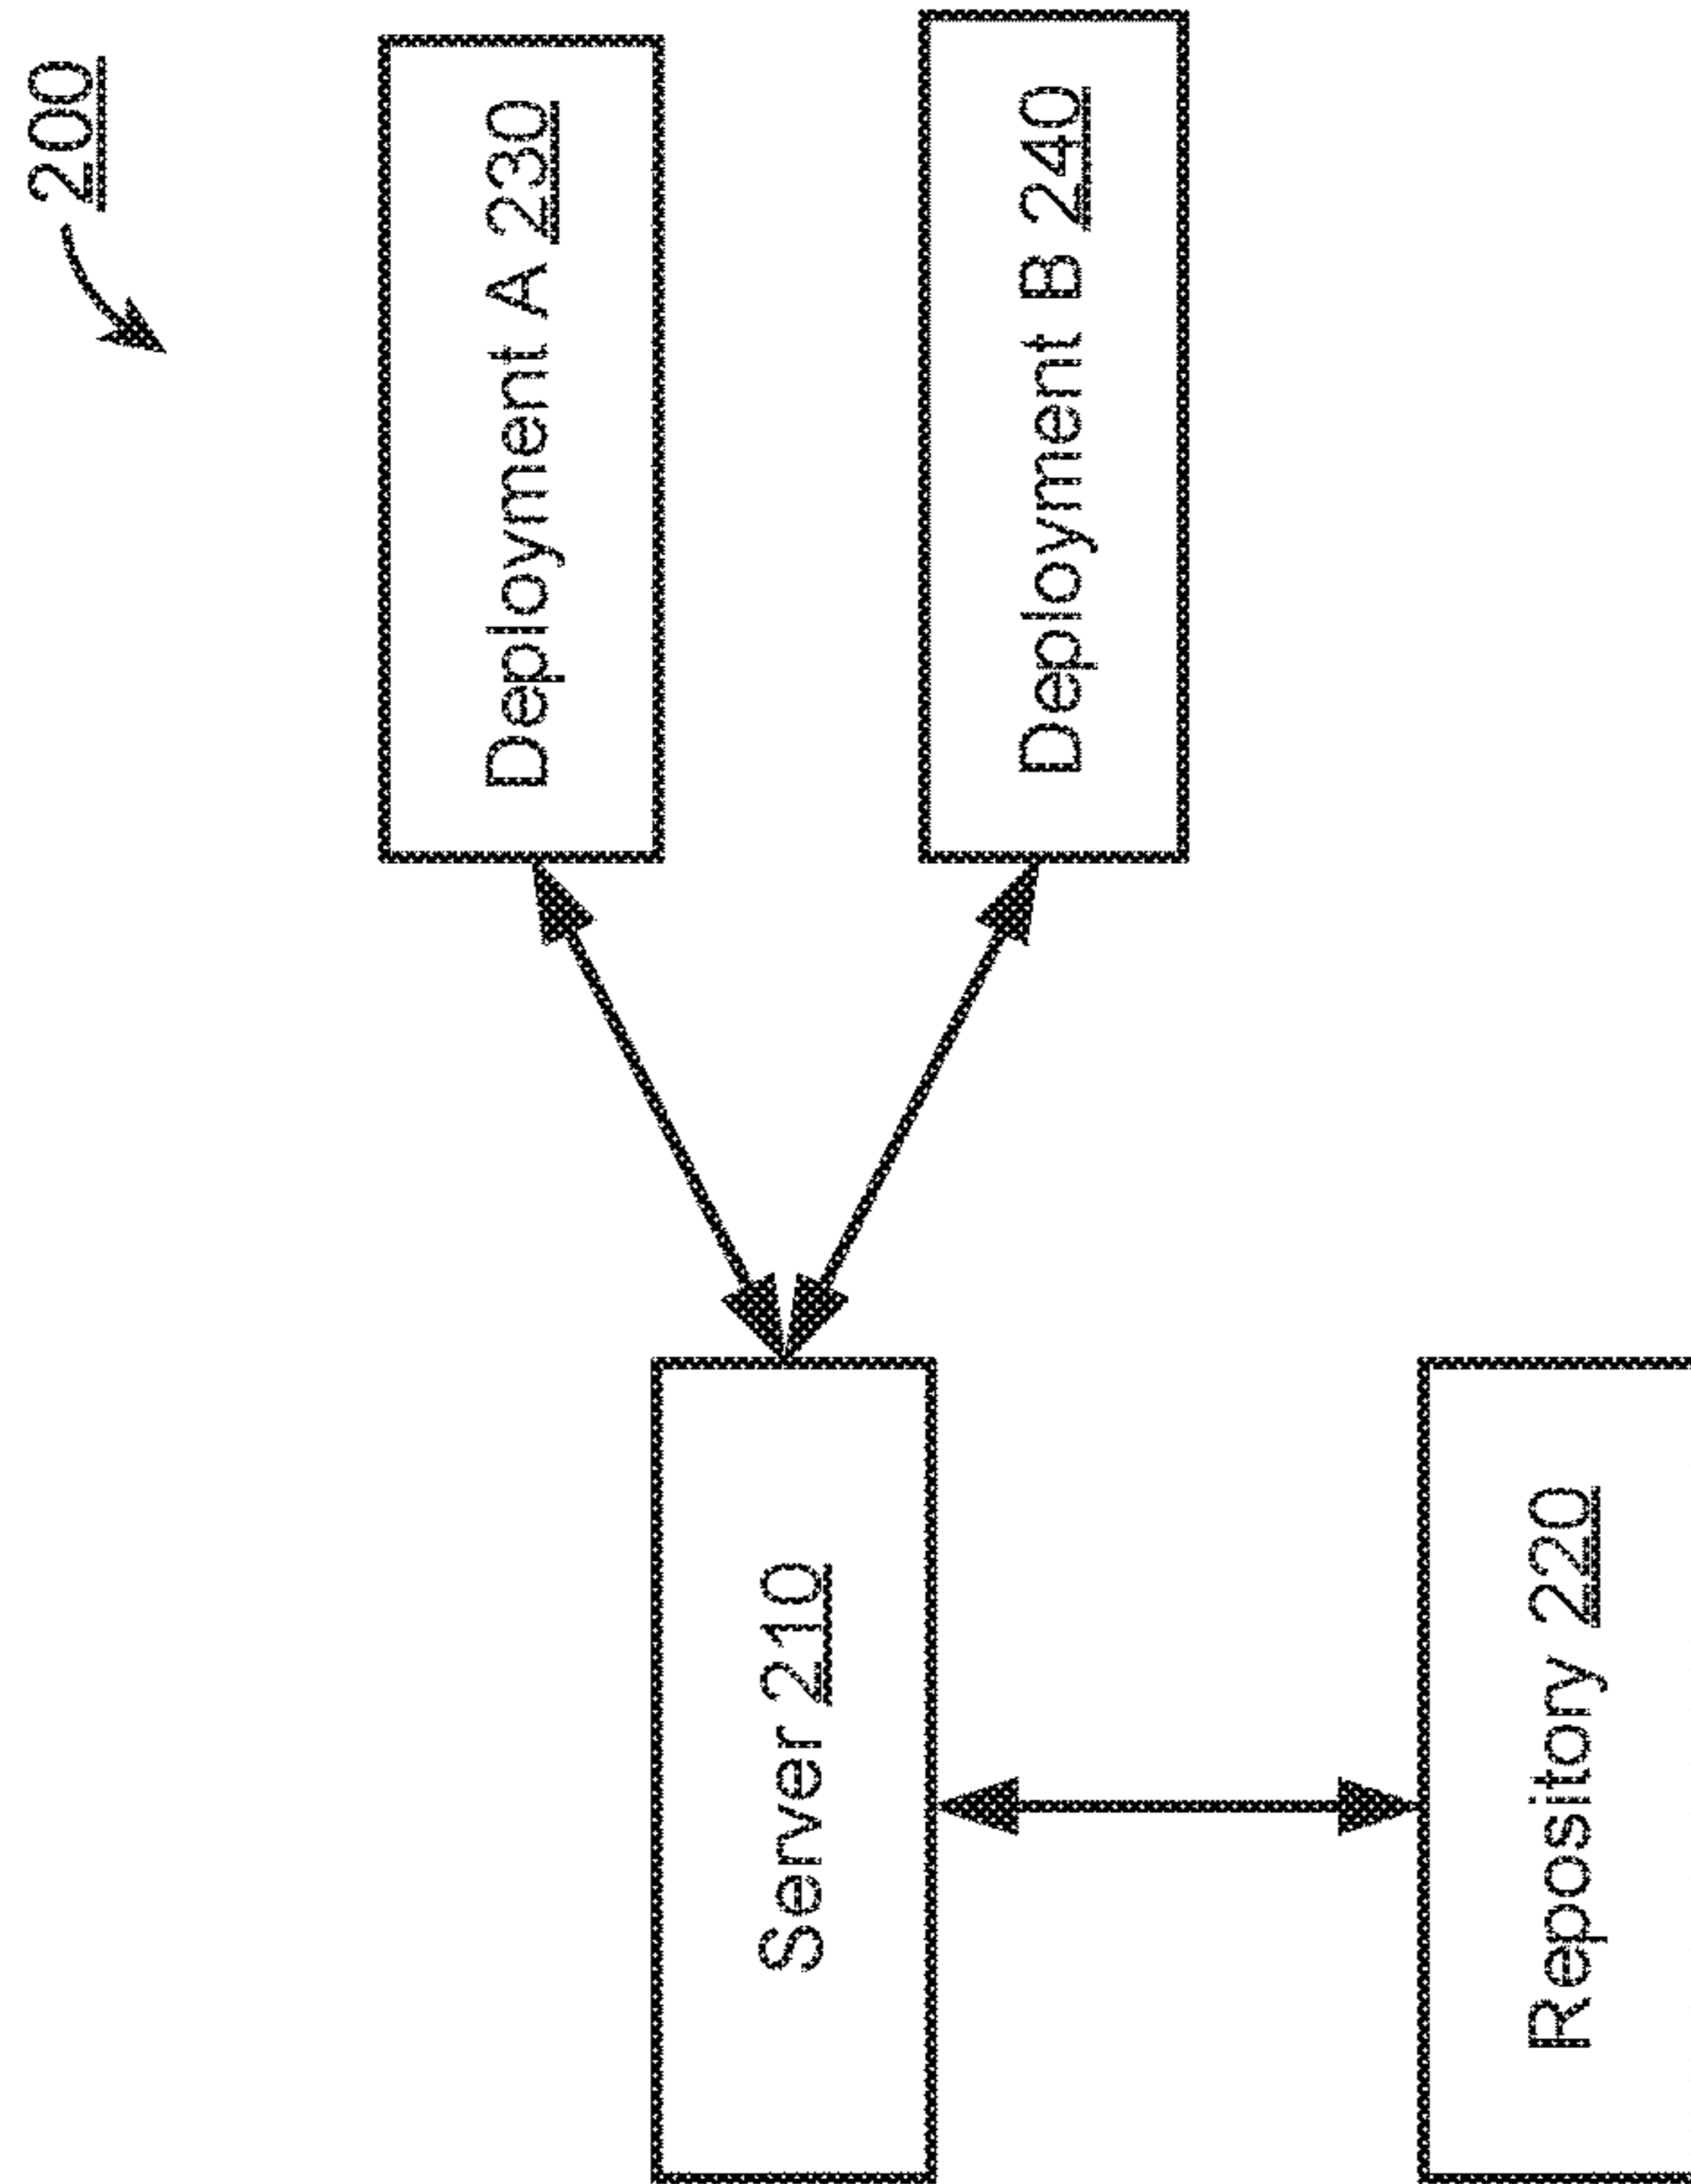 200
Deployment A 230
Server 210
Deployment B 240
Repository 220